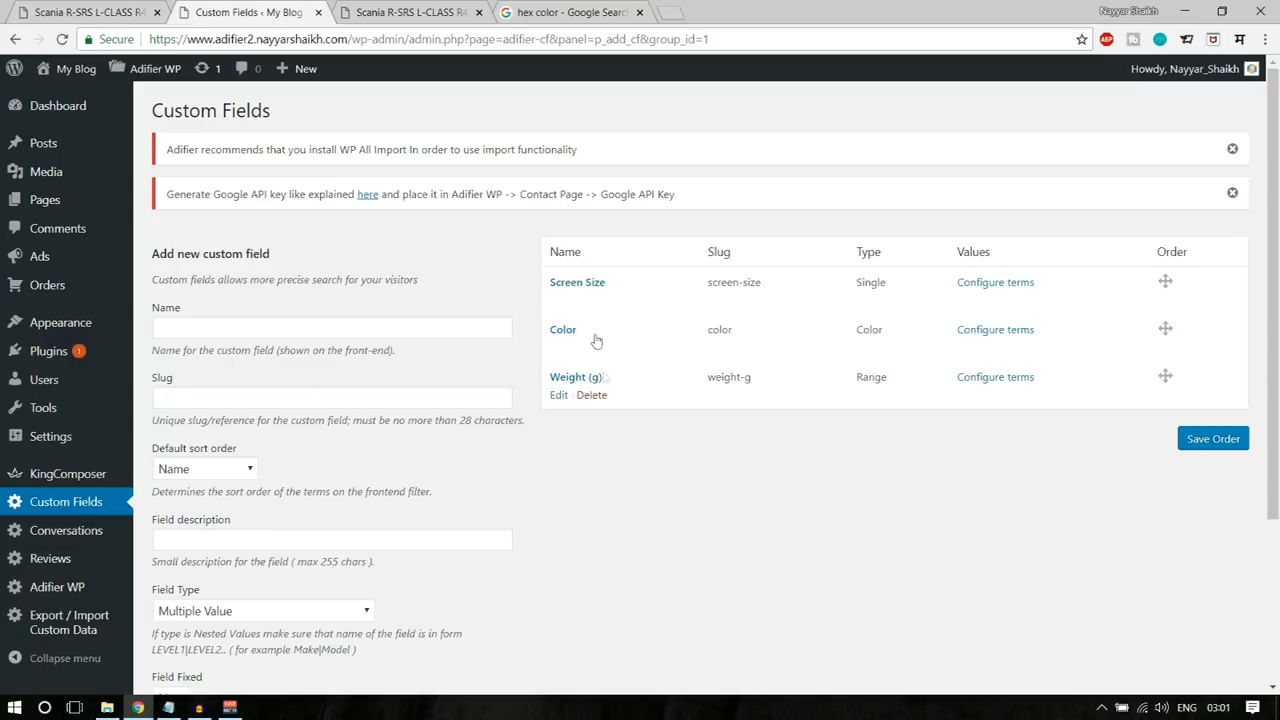 Scania R-SRS L-CLASS R4
Custom Fields ‹ My Blog
Scania R-SRS L-CLASS R4
hex color - Google Search
Nayyar Shaikh
Secure https://www.adifier2.nayyarshaikh.com/wp-admin/admin.php?page=adifier-cf&panel=p_add_cf&group_id=1
My Blog Adifier WP 1 0 New Howdy, Nayyar_Shaikh
Dashboard
Posts
Media
Pages
Comments
Ads
Orders
Appearance
Plugins 1
Users
Tools
Settings
KingComposer
Custom Fields
Conversations
Reviews
Adifier WP
Export / Import
Custom Data
Collapse menu
Custom Fields
Adifier recommends that you install WP All Import In order to use import functionality
Generate Google API key like explained here and place it in Adifier WP -> Contact Page -> Google API Key
Add new custom field
Custom fields allows more precise search for your visitors
Name
Name for the custom field (shown on the front-end).
Slug
Unique slug/reference for the custom field; must be no more than 28 characters.
Default sort order
Name
Determines the sort order of the terms on the frontend filter.
Field description
Small description for the field ( max 255 chars ).
Field Type
Multiple Value
If type is Nested Values make sure that name of the field is in form
LEVEL1|LEVEL2.. ( for example Make|Model )
Field Fixed
Name Slug Type Values Order
Screen Size screen-size Single Configure terms
Color color Color Configure terms
Weight (g) weight-g Range Configure terms
Edit Delete
Save Order
ENG 03:01